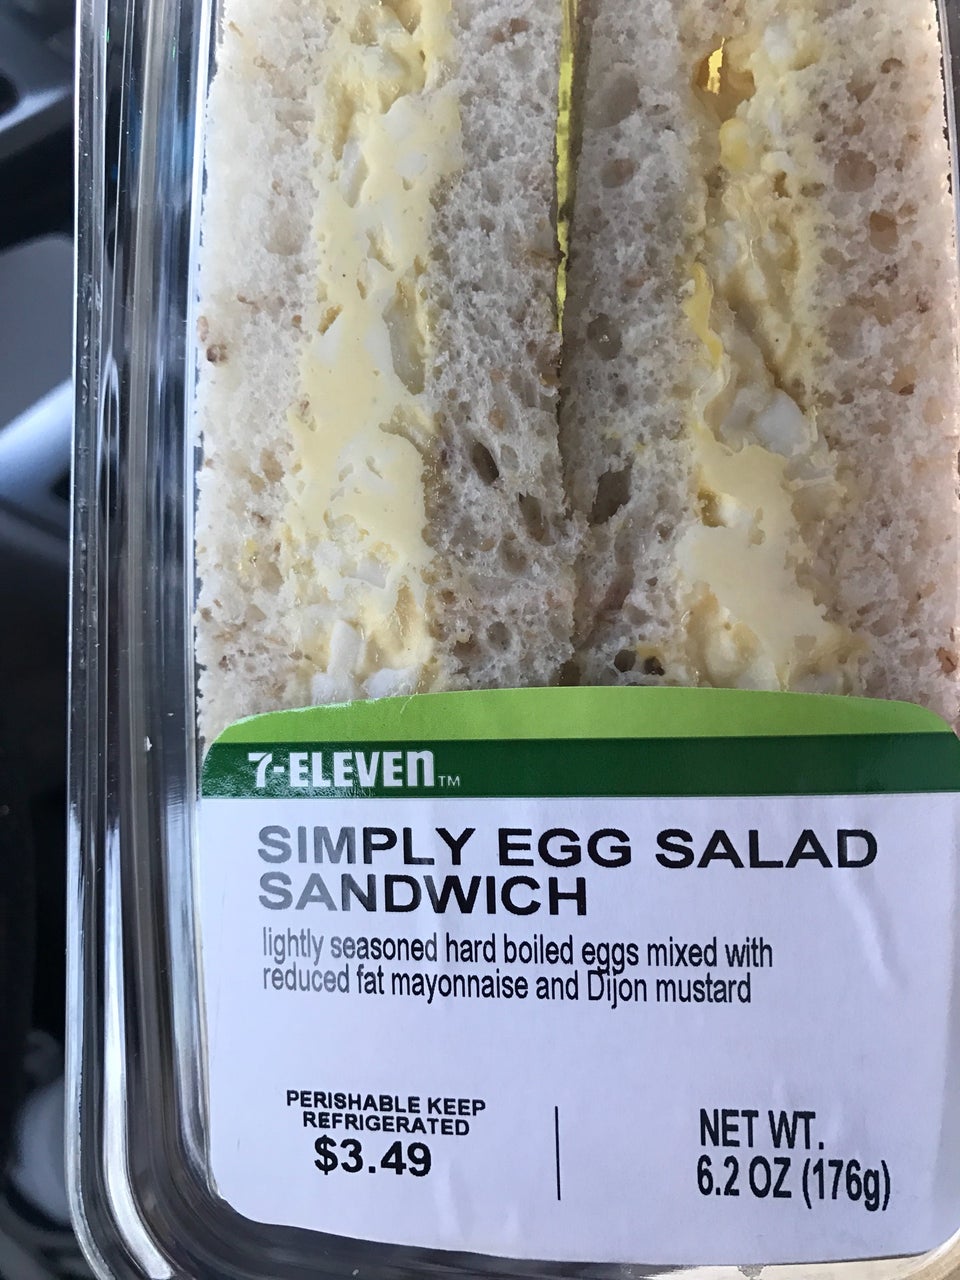 7-ELEVEN™
SIMPLY EGG SALAD
SANDWICH
lightly seasoned hard boiled eggs mixed with
reduced fat mayonnaise and Dijon mustard
PERISHABLE KEEP
REFRIGERATED
$3.49
NET WT.
6.2 OZ (176g)